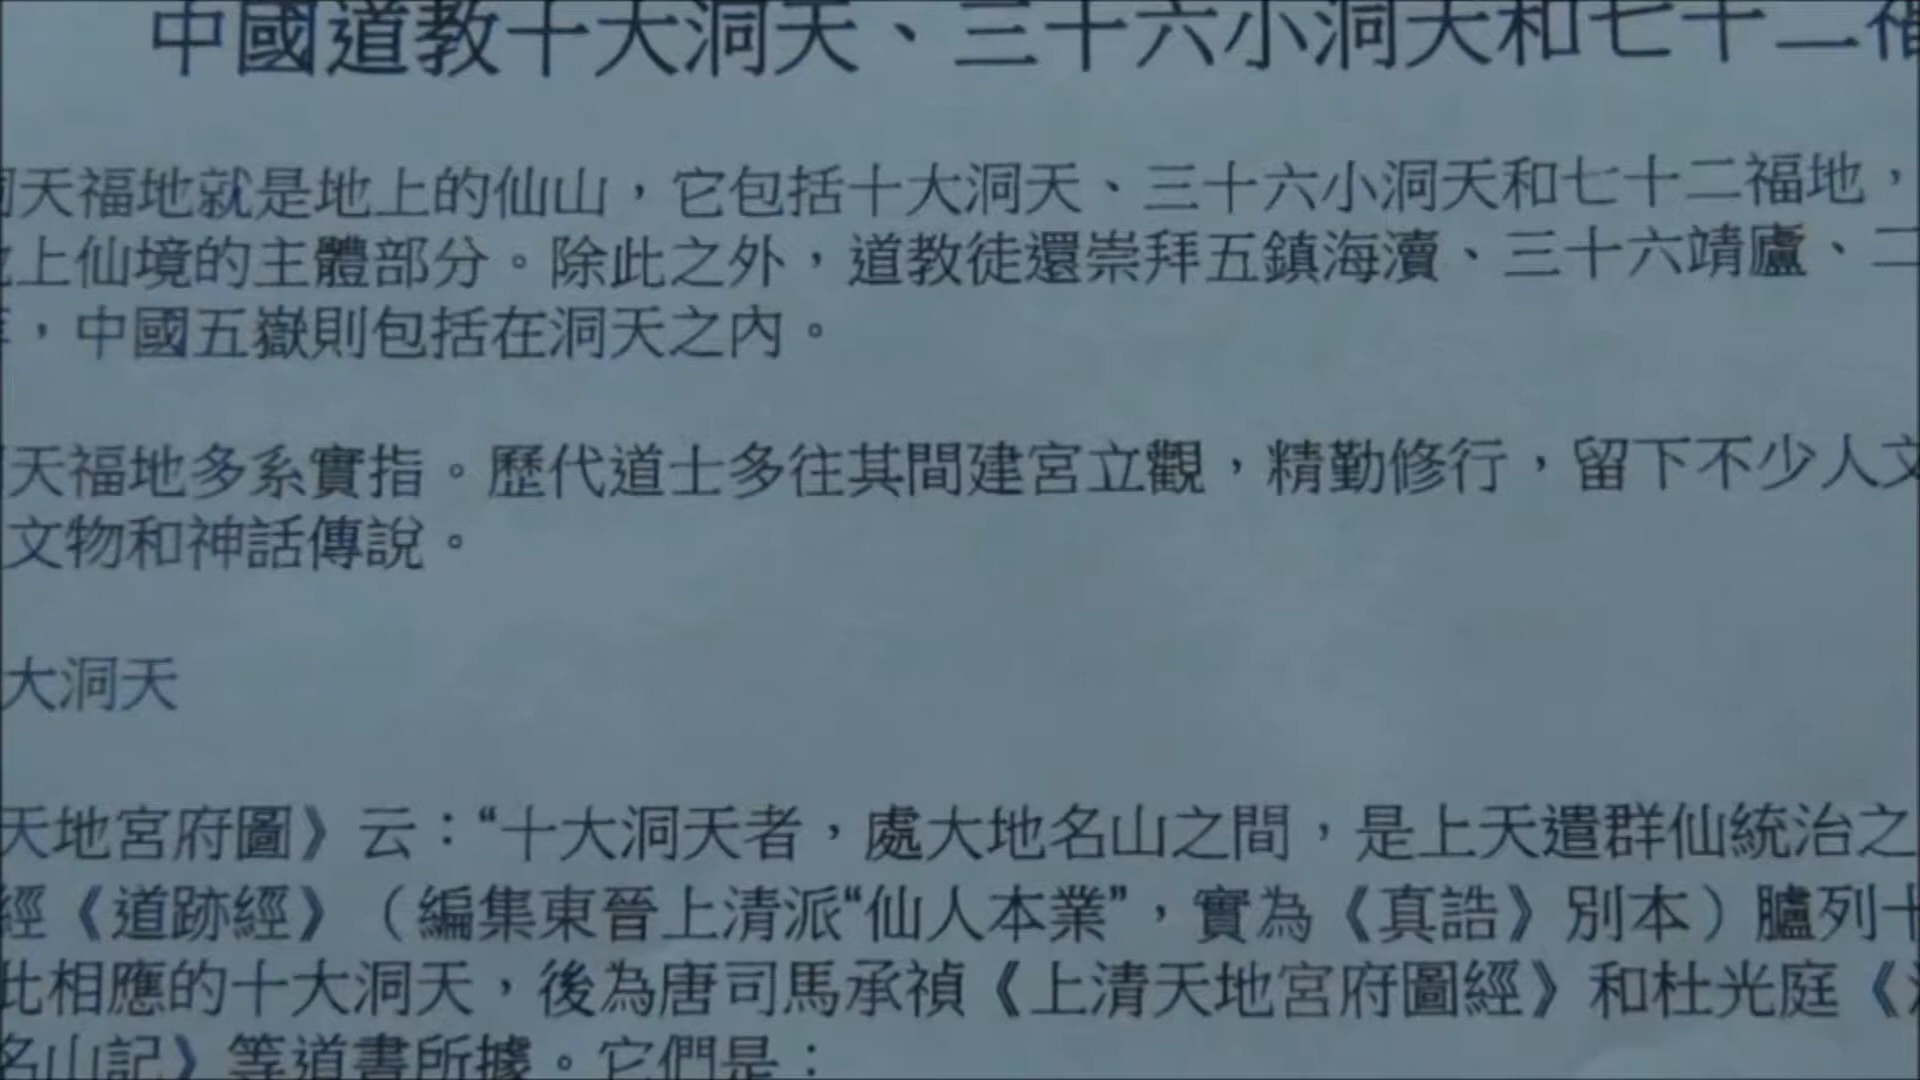 中國道教十大洞天、三十六小洞天和七十二福
天福地就是地上的仙山，它包括十大洞天、三十六小洞天和七十二福地，
上仙境的主體部分。除此之外，道教徒還崇拜五鎮海瀆、三十六靖廬、二
，中國五嶽則包括在洞天之內。
天福地多系實指。歷代道士多往其間建宮立觀，精勤修行，留下不少人文
文物和神話傳說。
大洞天
天地宮府圖》云：“十大洞天者，處大地名山之間，是上天遣群仙統治之
經《道跡經》（編集東晉上清派“仙人本業”，實為《真誥》別本）臚列十
此相應的十大洞天，後為唐司馬承禎《上清天地宮府圖經》和杜光庭《
名山記》等道書所據。它們是：